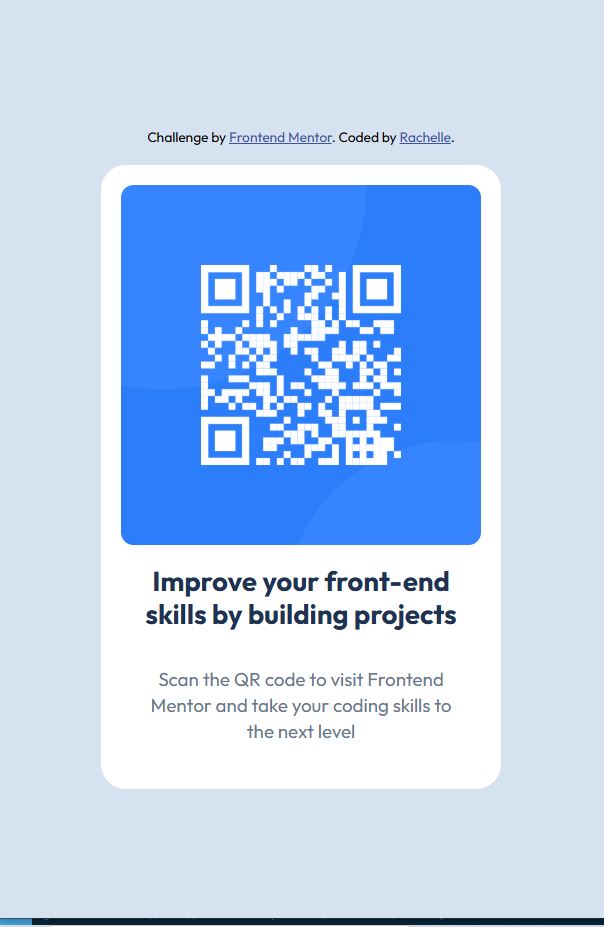 Challenge by Frontend Mentor. Coded by Rachelle.
Improve your front-end
skills by building projects
Scan the QR code to visit Frontend
Mentor and take your coding skills to
the next level